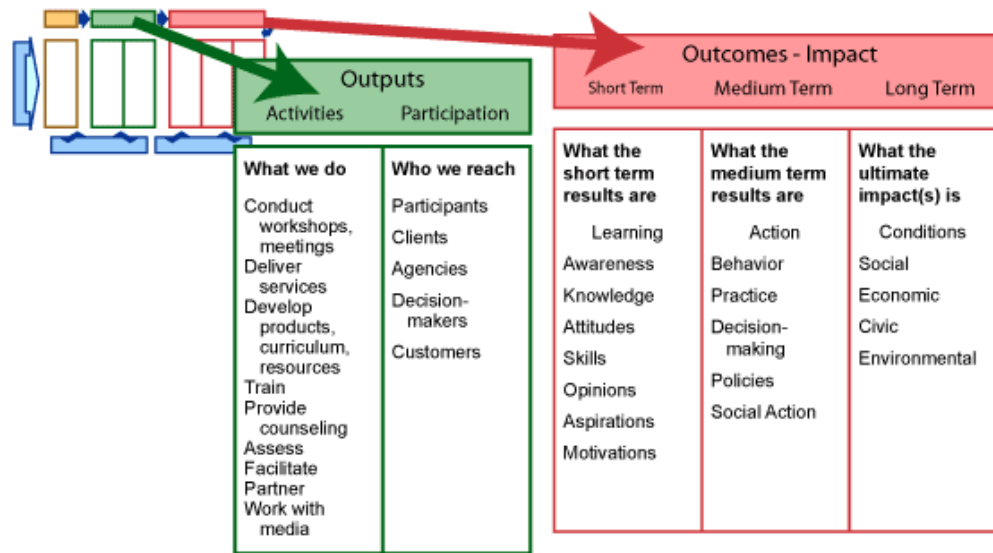 Outputs
Activities Participation
What we do
Conduct
workshops,
meetings
Deliver
services
Develop
products,
curriculum,
resources
Train
Provide
counseling
Assess
Facilitate
Partner
Work with
media
Who we reach
Participants
Clients
Agencies
Decision-
makers
Customers
Outcomes - Impact
Short Term Medium Term Long Term
What the
short term
results are
Learning
Awareness
Knowledge
Attitudes
Skills
Opinions
Aspirations
Motivations
What the
medium term
results are
Action
Behavior
Practice
Decision-
making
Policies
Social Action
What the
ultimate
impact(s) is
Conditions
Social
Economic
Civic
Environmental